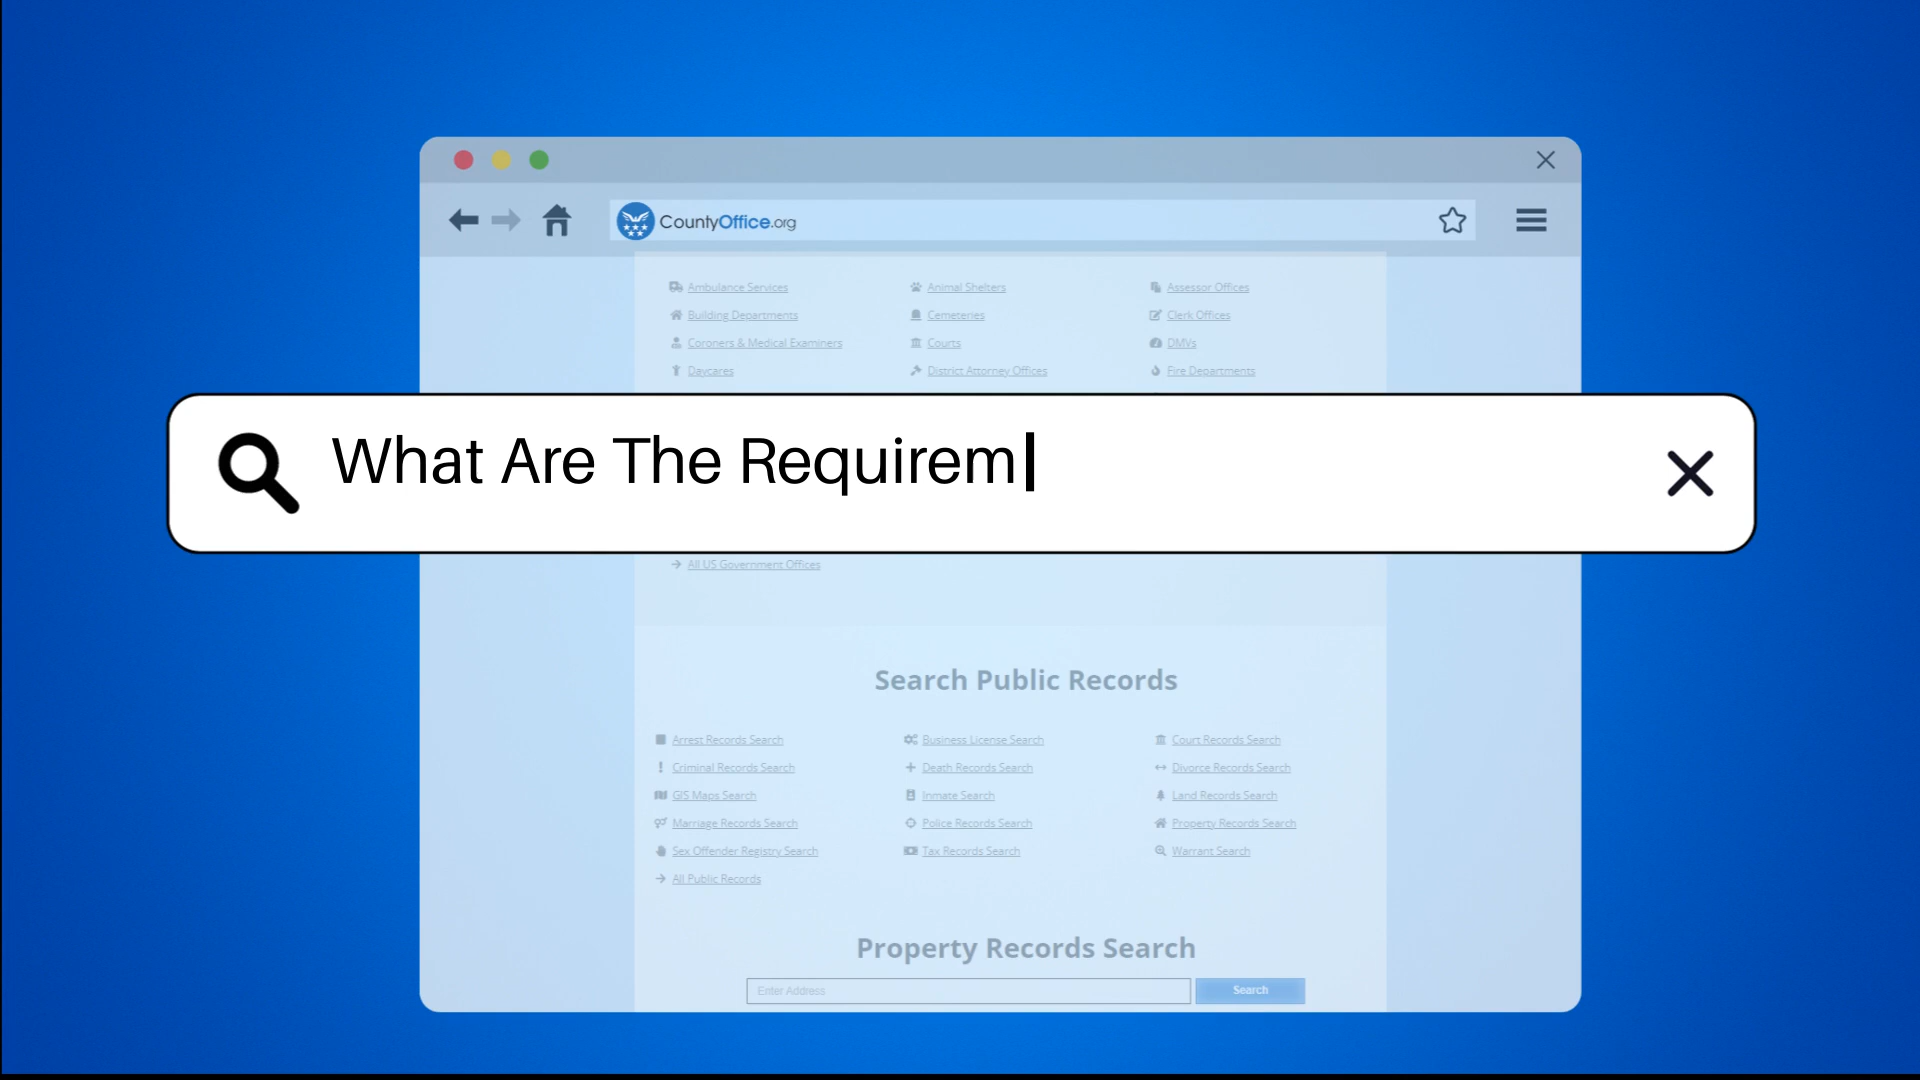 CountyOffice.org
Ambulance Services Animal Shelters Assessor Offices
Building Departments Cemeteries Clerk Offices
Coroners & Medical Examiners Courts DMVs
Daycares District Attorney Offices Fire Departments
What Are The Requirem
All US Government Offices
Search Public Records
Arrest Records Search Business License Search Court Records Search
Criminal Records Search Death Records Search Divorce Records Search
GIS Maps Search Inmate Search Land Records Search
Marriage Records Search Police Records Search Property Records Search
Sex Offender Registry Search Tax Records Search Warrant Search
All Public Records
Property Records Search
Enter Address Search